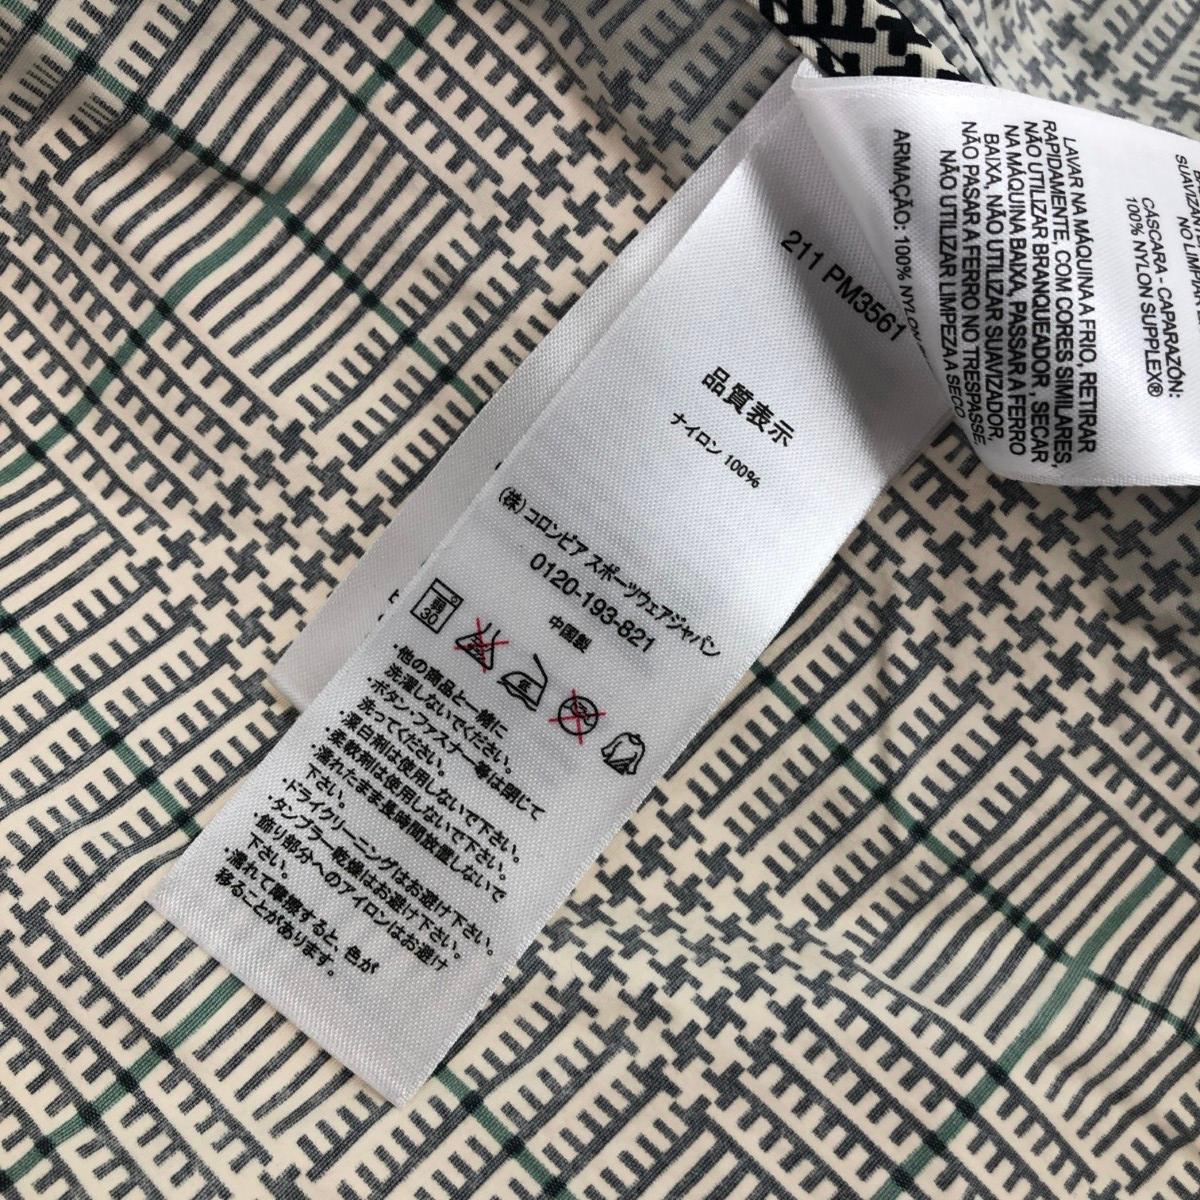 211 PM3561
品質表示
ナイロン 100%
(株) コロンビア スポーツウェアジャパン
0120-193-821
中国製
弱
30
・他の商品と一緒に
洗濯しないでください。
・ボタン・ファスナー等は閉じて
洗ってください。
・漂白剤は使用しないで下さい。
・柔軟剤は使用しないで下さい。
・濡れたまま長時間放置しないで
下さい。
・ドライクリーニングはお避け下さい。
・タンブラー乾燥はお避け下さい。
・飾り部分へのアイロンはお避け
下さい。
・濡れて摩擦すると、色が
移ることがあります。
CÁSCARA - CAPARAZÓN:
100% NYLON SUPPLEX®
LAVAR NA MÁQUINA A FRIO, RETIRAR
RAPIDAMENTE, COM CORES SIMILARES,
NÃO UTILIZAR BRANQUEADOR, SECAR
NA MÁQUINA BAIXA, PASSAR A FERRO
BAIXA, NÃO UTILIZAR SUAVIZADOR,
NÃO PASSAR A FERRO NO TRESPASSE,
NÃO UTILIZAR LIMPEZA A SECO
ARMAÇÃO: 100% NYLON